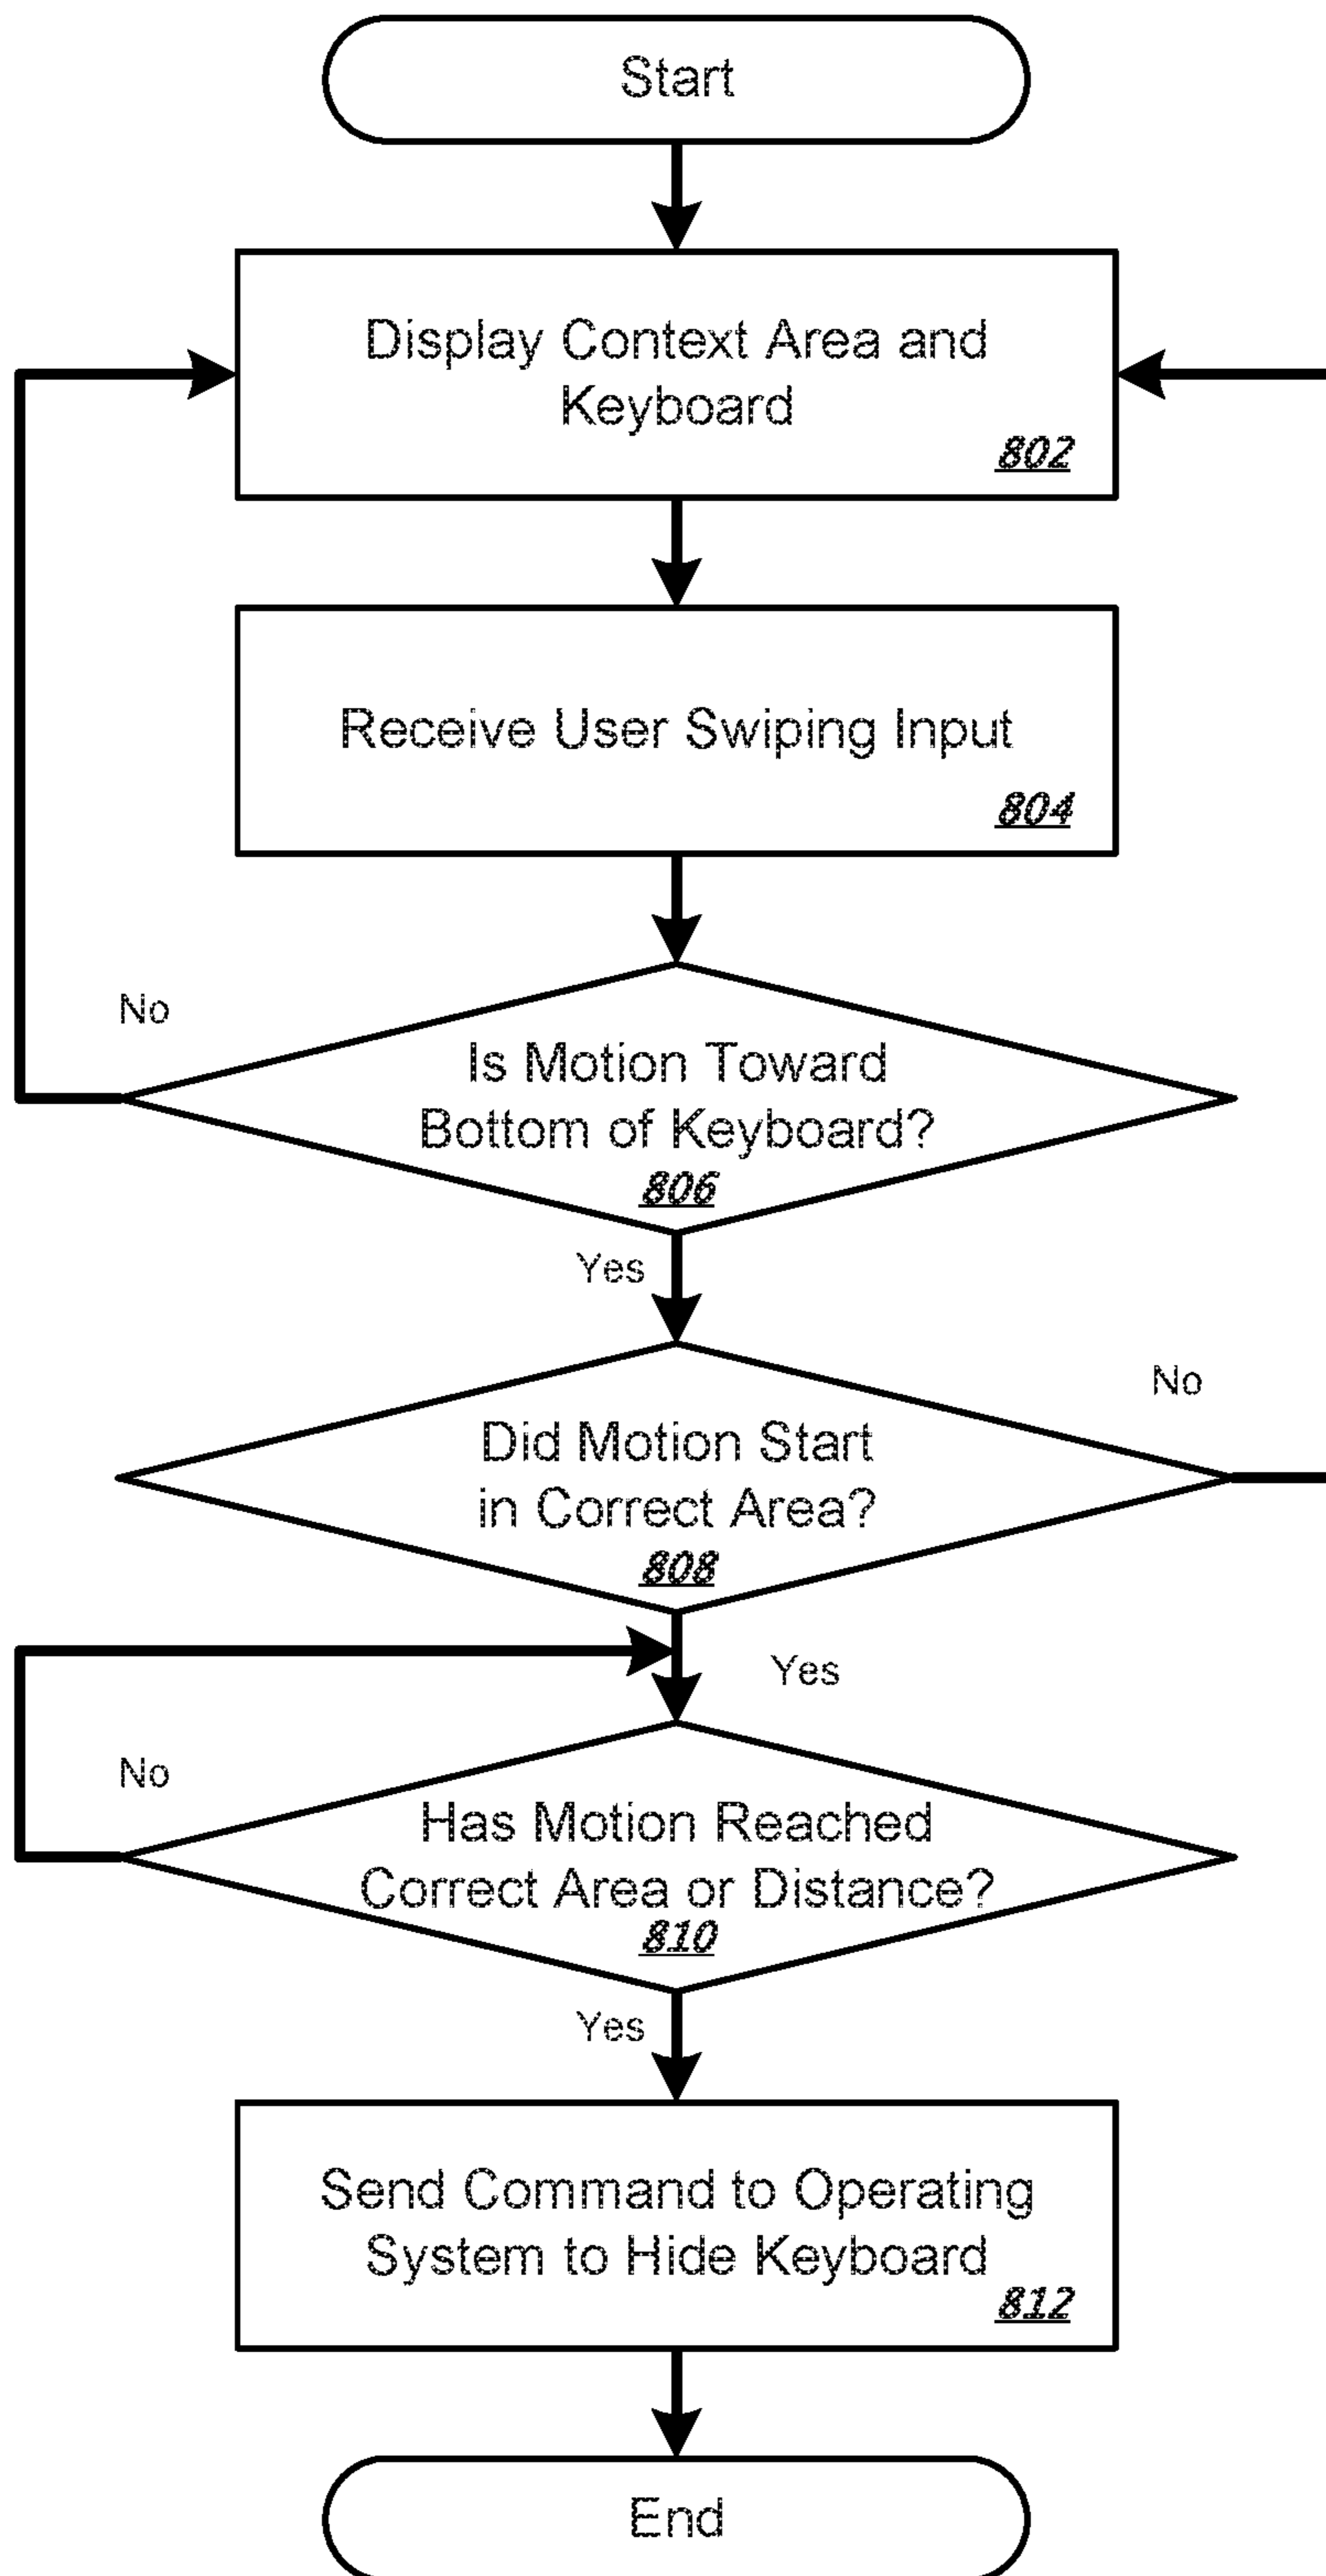 Start
Display Context Area and
Keyboard
802
Receive User Swiping Input
804
No
Is Motion Toward
Bottom of Keyboard?
806
Yes
No
Did Motion Start
in Correct Area?
808
Yes
No
Has Motion Reached
Correct Area or Distance?
810
Yes
Send Command to Operating
System to Hide Keyboard
812
End